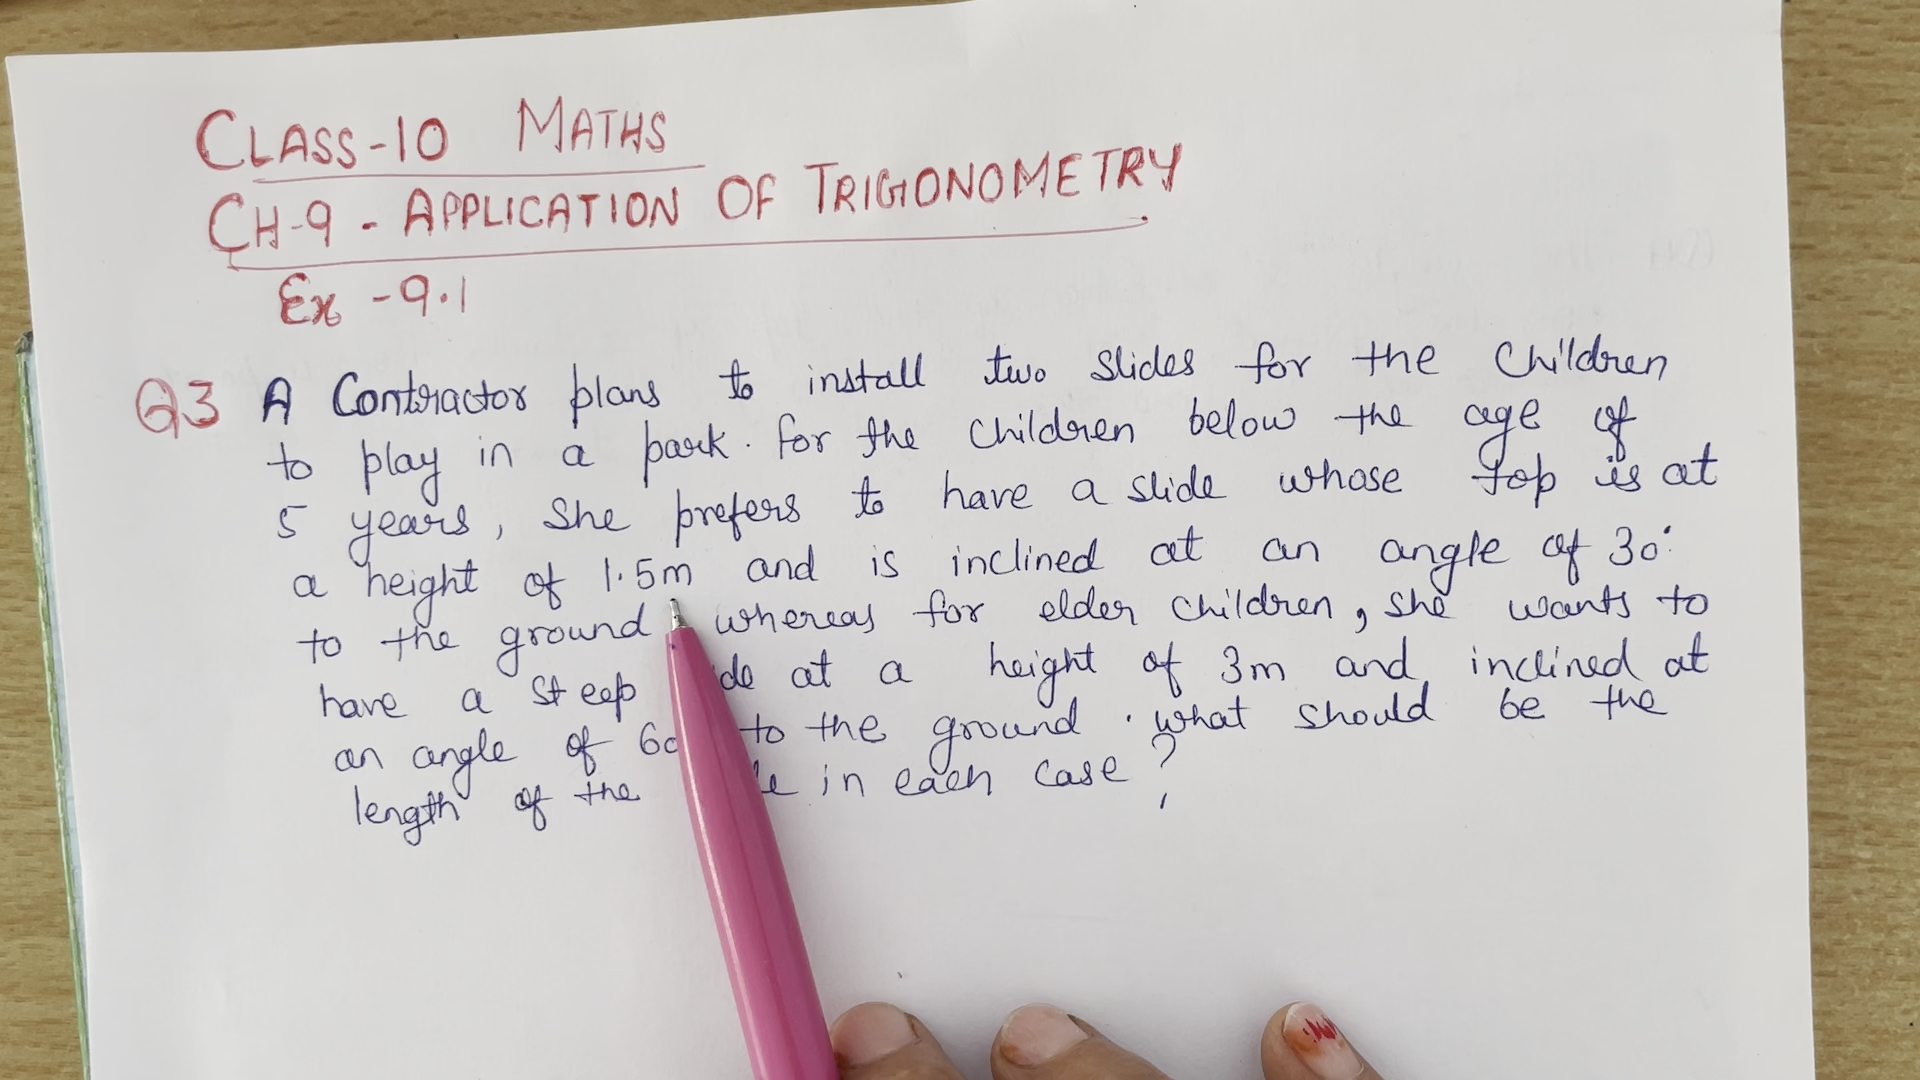 CLASS-10 MATHS
CH-9 - APPLICATION OF TRIGONOMETRY
Ex - 9.1
Q3 A Contractor plans to install two slides for the children
to play in a park. for the children below the age of
5 years, She prefers to have a slide whose top is at
a height of 1.5m and is inclined at an angle of 30°
to the ground whereas for elder children, she wants to
have a steep at a height of 3m and inclined at
an angle of to the ground. what should be the
length of the in each case?